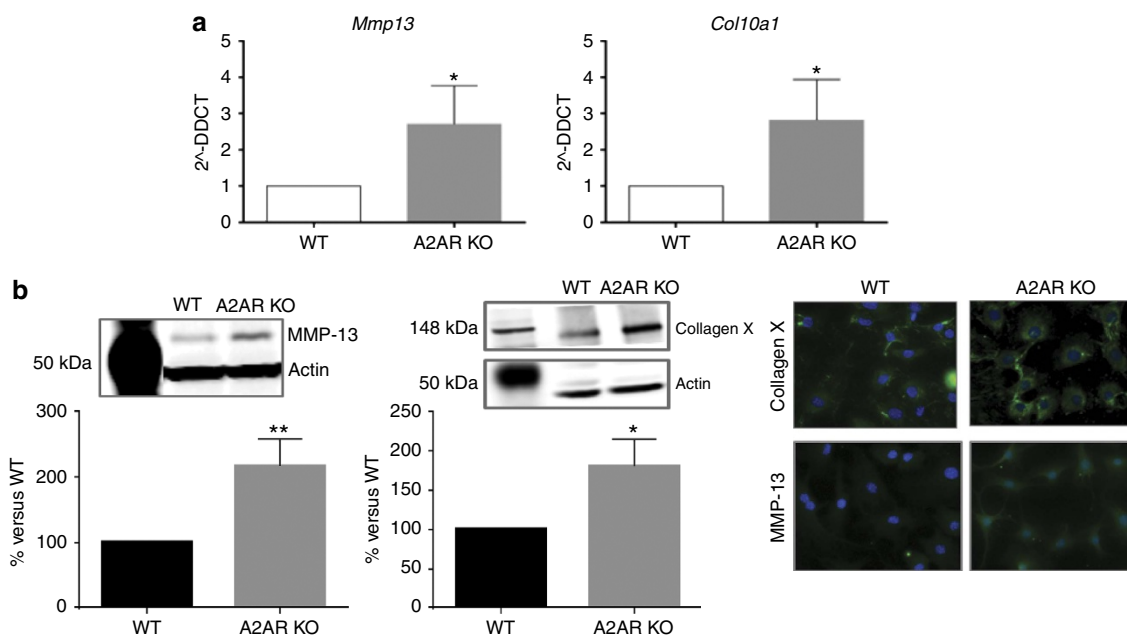 a
Mmp13
5
4
3
2
1
0
2^-DDCT
*
WT
A2AR KO
Col10a1
5
4
3
2
1
0
2^-DDCT
*
WT
A2AR KO
b
WT A2AR KO
MMP-13
50 kDa
Actin
300
200
100
0
% versus WT
**
WT
A2AR KO
WT A2AR KO
148 kDa
Collagen X
50 kDa
Actin
250
200
150
100
50
0
% versus WT
*
WT
A2AR KO
WT
A2AR KO
Collagen X
MMP-13